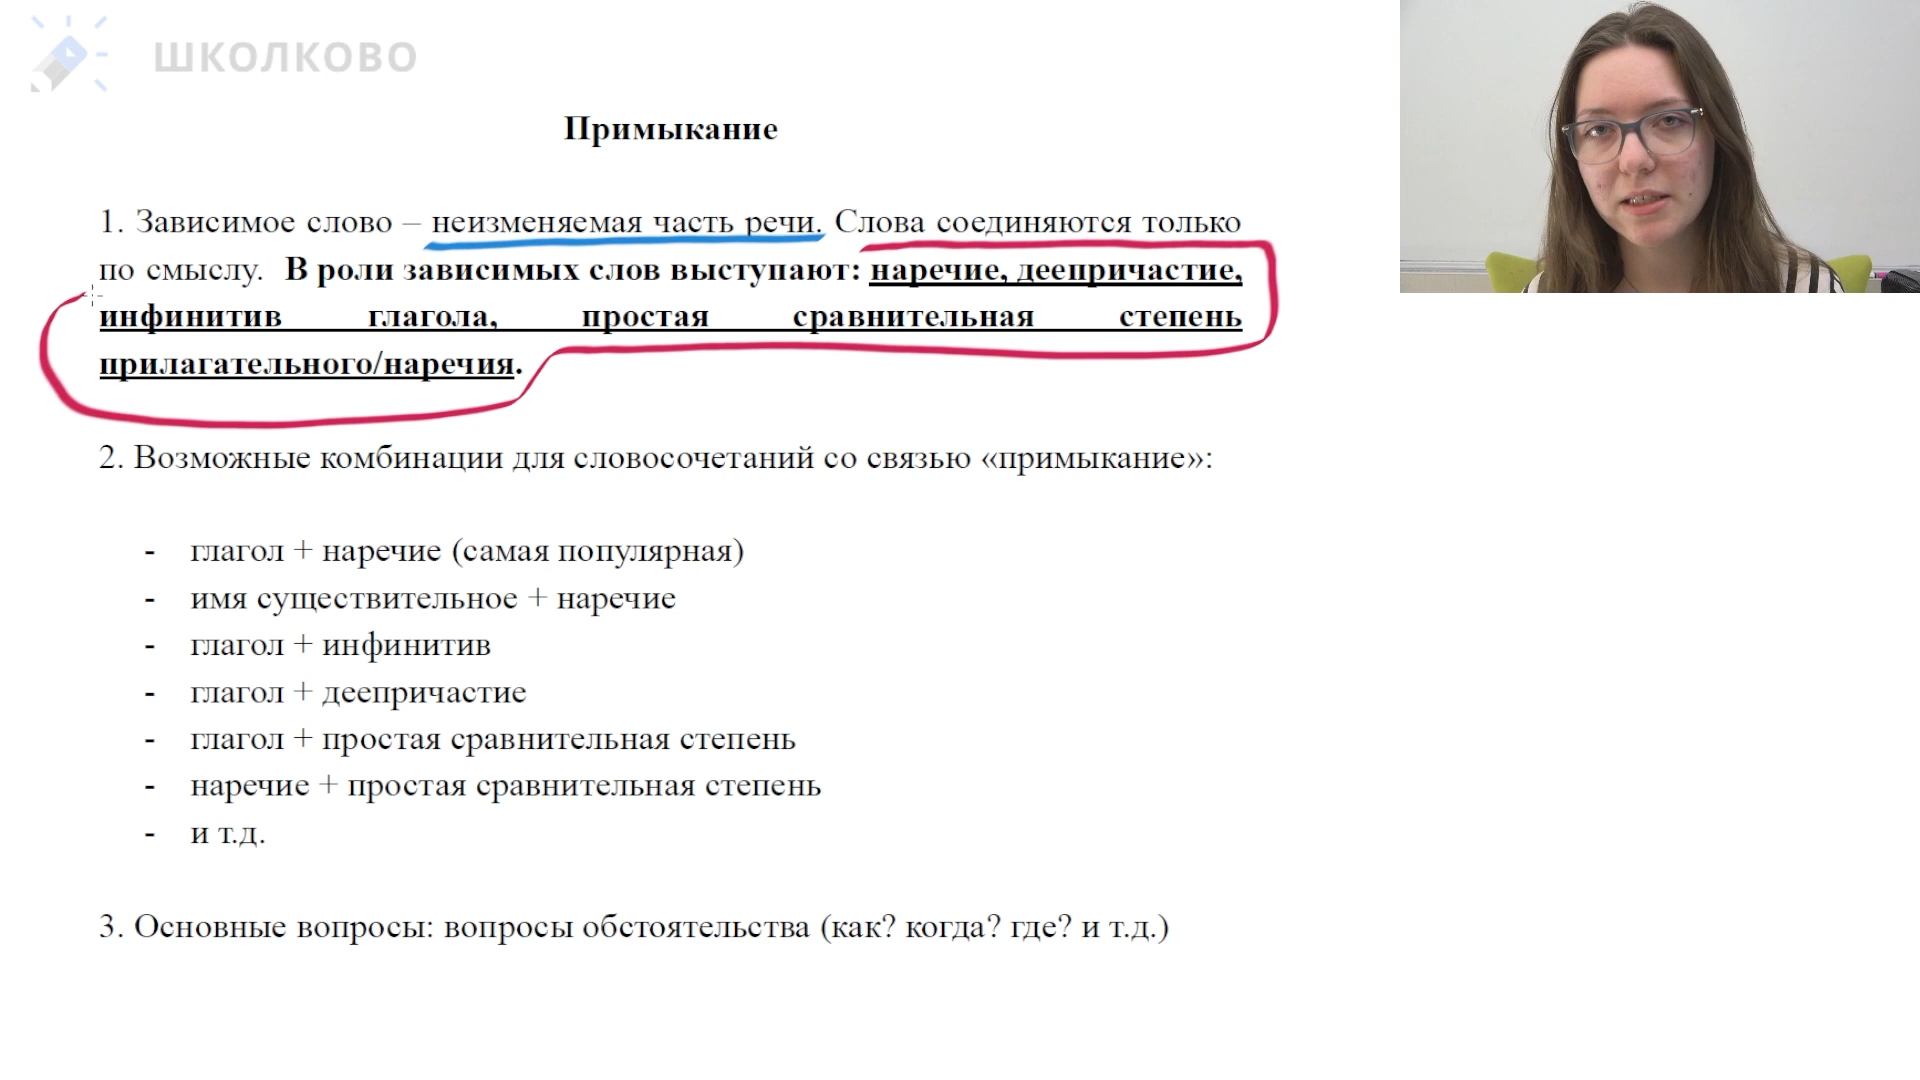 ШКОЛКОВО
Примыкание
1. Зависимое слово – неизменяемая часть речи. Слова соединяются только
по смыслу. В роли зависимых слов выступают: наречие, деепричастие,
инфинитив глагола, простая сравнительная степень
прилагательного/наречия.
2. Возможные комбинации для словосочетаний со связью «примыкание»:
- глагол + наречие (самая популярная)
- имя существительное + наречие
- глагол + инфинитив
- глагол + деепричастие
- глагол + простая сравнительная степень
- наречие + простая сравнительная степень
- и т.д.
3. Основные вопросы: вопросы обстоятельства (как? когда? где? и т.д.)